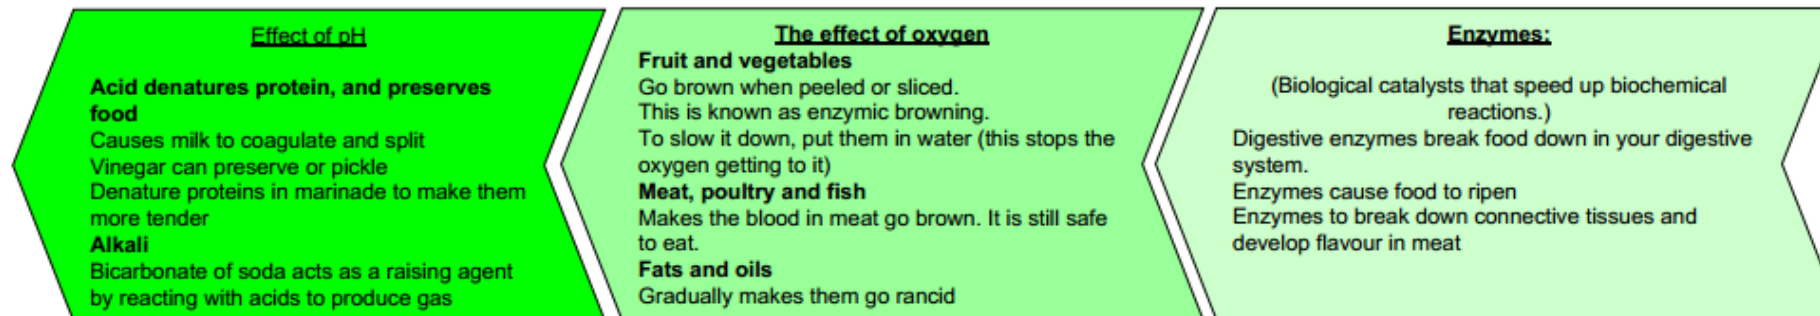 Effect of pH
Acid denatures protein, and preserves
food
Causes milk to coagulate and split
Vinegar can preserve or pickle
Denature proteins in marinade to make them
more tender
Alkali
Bicarbonate of soda acts as a raising agent
by reacting with acids to produce gas
The effect of oxygen
Fruit and vegetables
Go brown when peeled or sliced.
This is known as enzymic browning.
To slow it down, put them in water (this stops the
oxygen getting to it)
Meat, poultry and fish
Makes the blood in meat go brown. It is still safe
to eat.
Fats and oils
Gradually makes them go rancid
Enzymes:
(Biological catalysts that speed up biochemical
reactions.)
Digestive enzymes break food down in your digestive
system.
Enzymes cause food to ripen
Enzymes to break down connective tissues and
develop flavour in meat